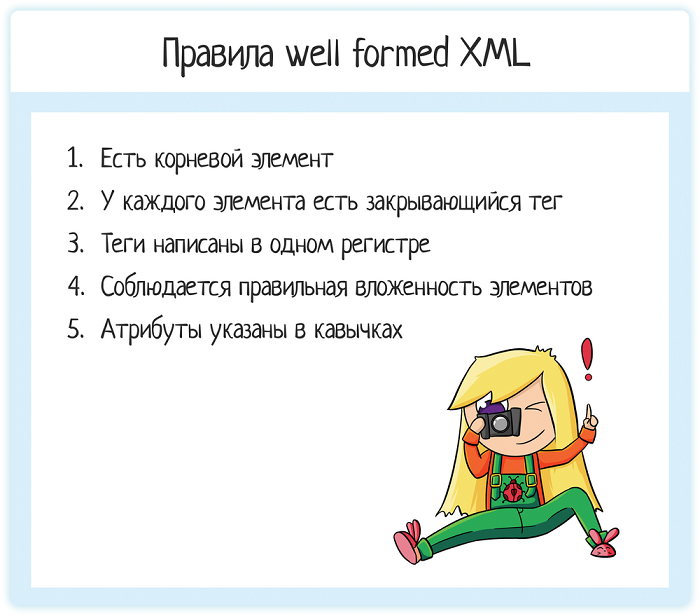 Правила well formed XML
1. Есть корневой элемент
2. У каждого элемента есть закрывающийся тег
3. Теги написаны в одном регистре
4. Соблюдается правильная вложенность элементов
5. Атрибуты указаны в кавычках